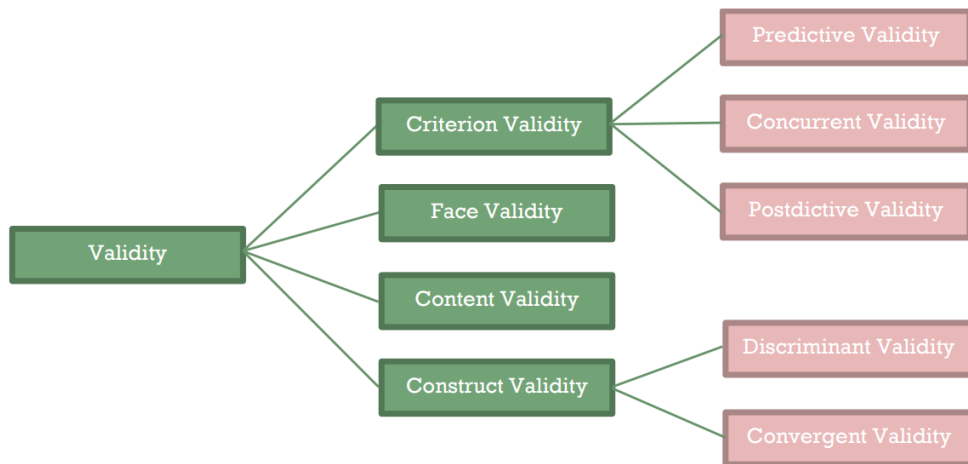 Predictive Validity
Criterion Validity
Concurrent Validity
Face Validity
Postdictive Validity
Validity
Content Validity
Discriminant Validity
Construct Validity
Convergent Validity